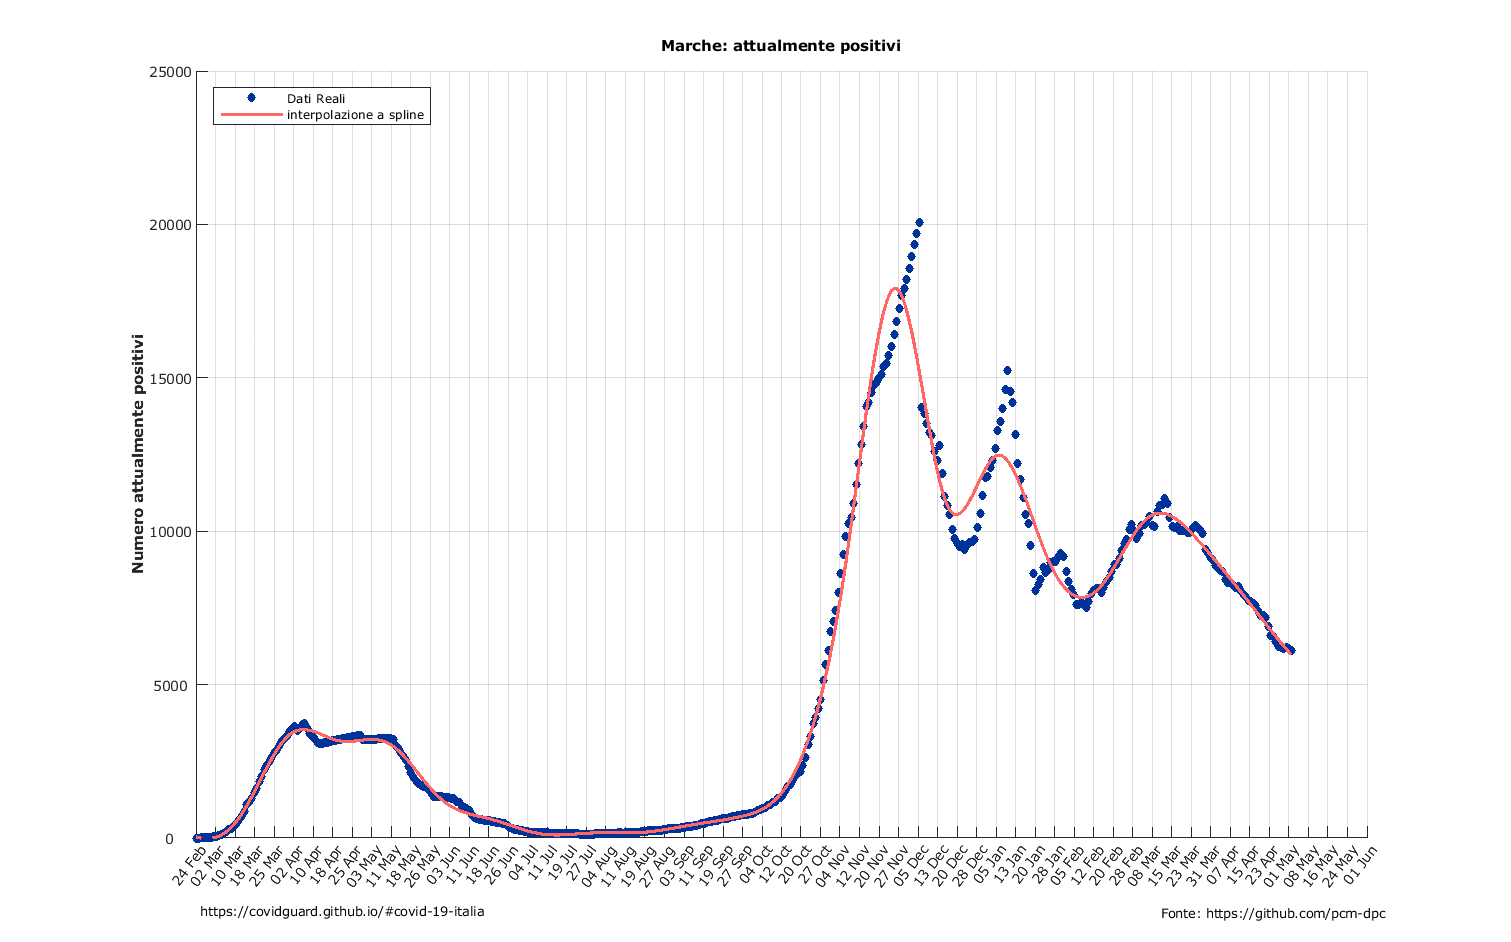 Marche: attualmente positivi
Dati Reali
interpolazione a spline
Numero attualmente positivi
25000
20000
15000
10000
5000
0
24 Feb
02 Mar
10 Mar
18 Mar
25 Mar
02 Apr
10 Apr
18 Apr
25 Apr
03 May
11 May
18 May
26 May
03 Jun
11 Jun
18 Jun
26 Jun
04 Jul
11 Jul
19 Jul
27 Jul
04 Aug
11 Aug
19 Aug
27 Aug
03 Sep
11 Sep
19 Sep
27 Sep
04 Oct
12 Oct
20 Oct
27 Oct
04 Nov
12 Nov
20 Nov
27 Nov
05 Dec
13 Dec
20 Dec
28 Dec
05 Jan
13 Jan
20 Jan
28 Jan
05 Feb
12 Feb
20 Feb
28 Feb
08 Mar
15 Mar
23 Mar
31 Mar
07 Apr
15 Apr
23 Apr
01 May
08 May
16 May
24 May
01 Jun
https://covidguard.github.io/#covid-19-italia
Fonte: https://github.com/pcm-dpc